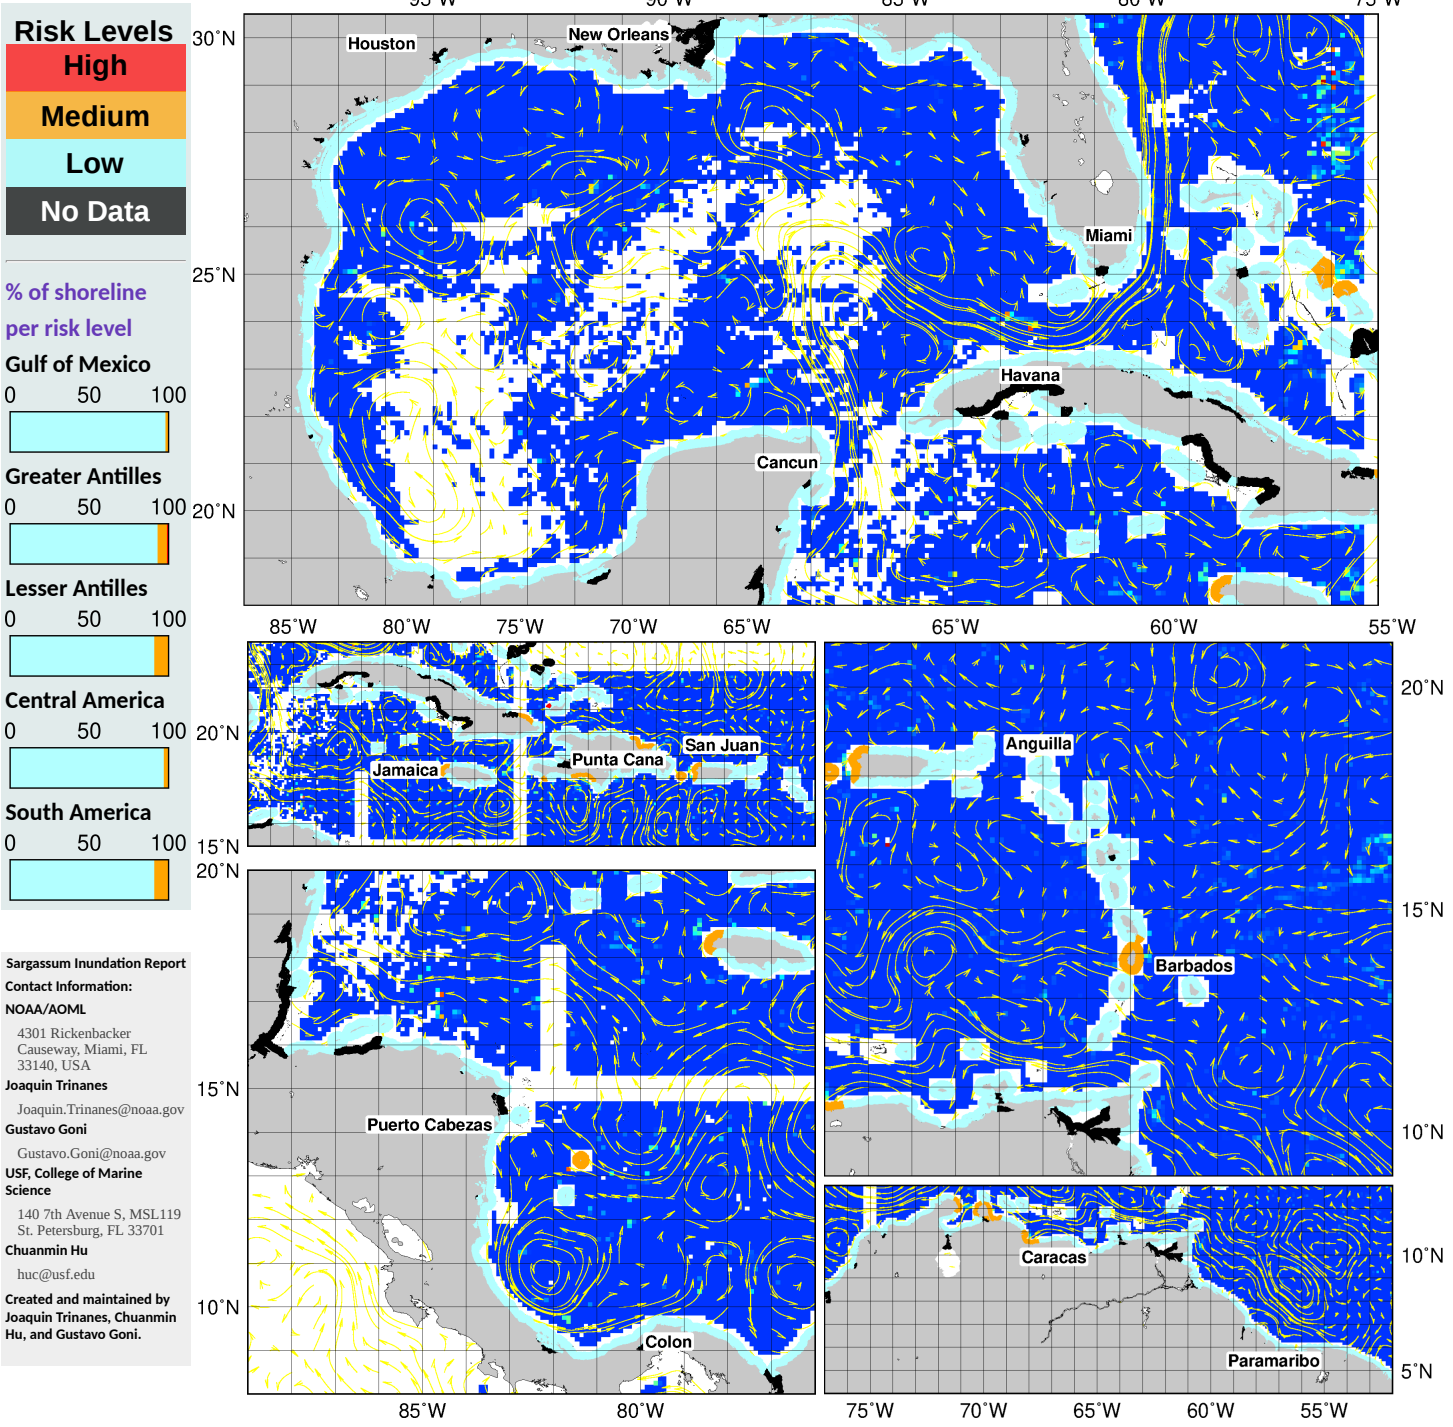 Risk Levels
High
Medium
Low
No Data
% of shoreline
per risk level
Gulf of Mexico
0 50 100
Greater Antilles
0 50 100
Lesser Antilles
0 50 100
Central America
0 50 100
South America
0 50 100
Sargassum Inundation Report
Contact Information:
NOAA/AOML
4301 Rickenbacker
Causeway, Miami, FL
33140, USA
Joaquin Trinanes
Joaquin.Trinanes@noaa.gov
Gustavo Goni
Gustavo.Goni@noaa.gov
USF, College of Marine
Science
140 7th Avenue S, MSL119
St. Petersburg, FL 33701
Chuanmin Hu
huc@usf.edu
Created and maintained by
Joaquin Trinanes, Chuanmin
Hu, and Gustavo Goni.
95°W 90°W 85°W 80°W 75°W
30°N
25°N
20°N
Houston
New Orleans
Miami
Havana
Cancun
85°W 80°W 75°W 70°W 65°W
20°N
15°N
Jamaica
Punta Cana
San Juan
65°W 60°W 55°W
20°N
15°N
10°N
Anguilla
Barbados
20°N
15°N
10°N
Puerto Cabezas
Colon
85°W 80°W
Caracas
Paramaribo
10°N
5°N
75°W 70°W 65°W 60°W 55°W